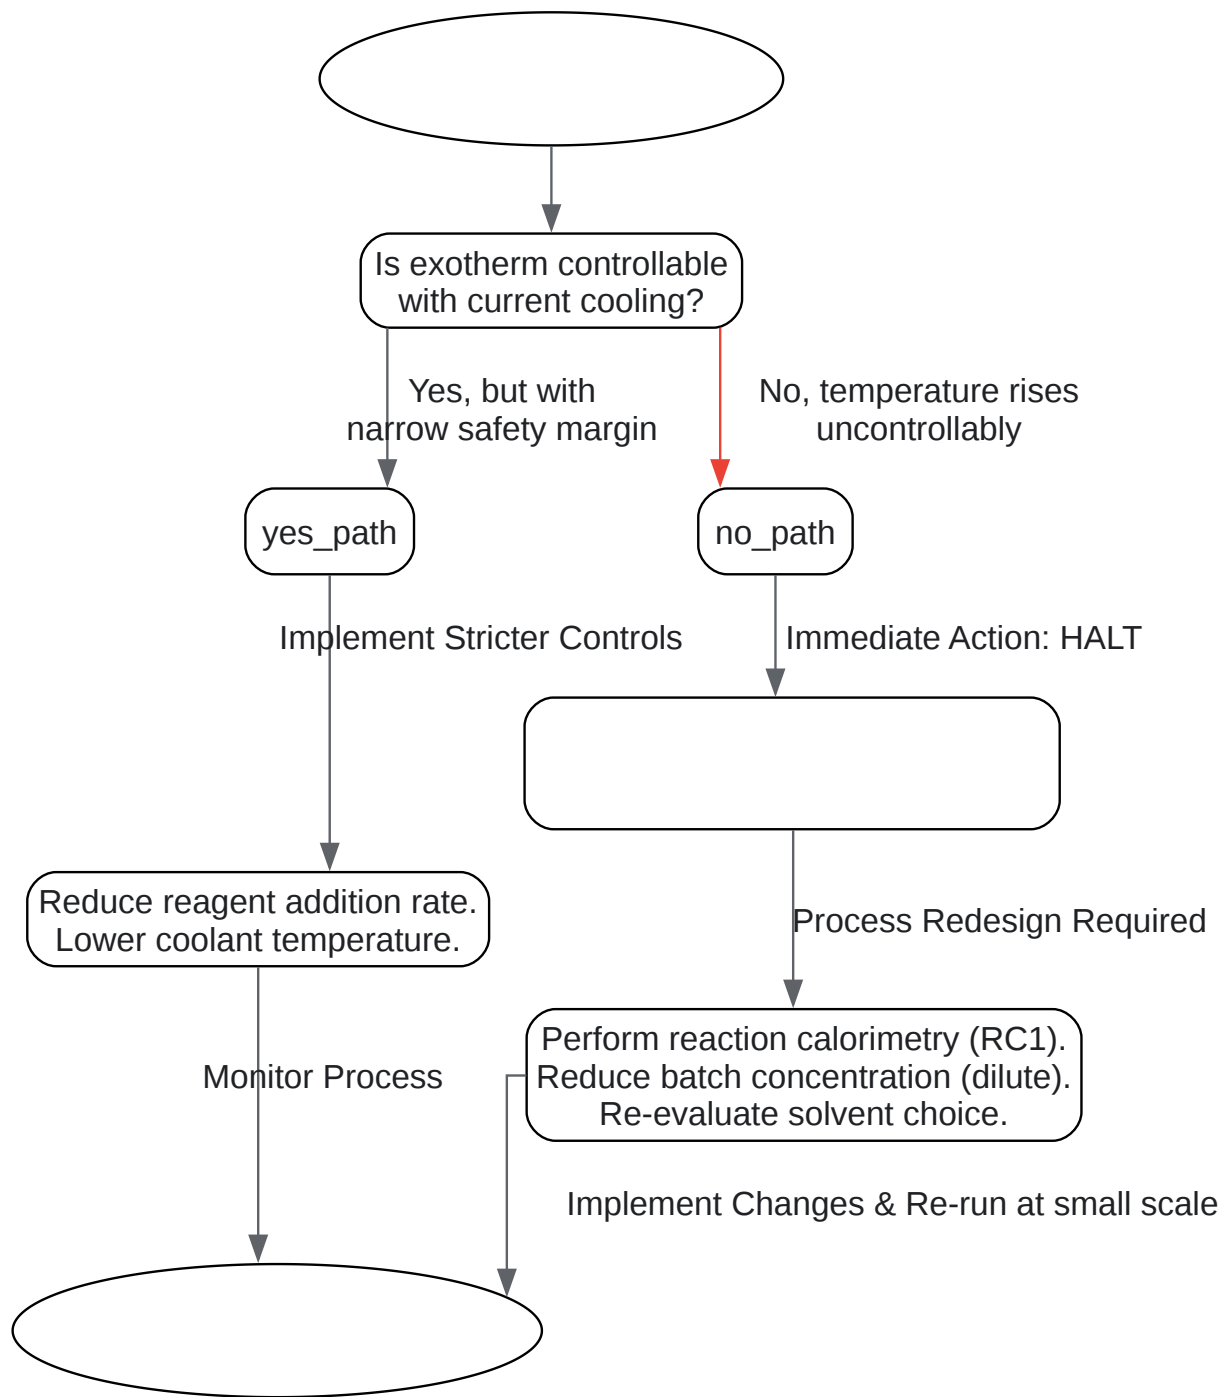 Is exotherm controllable
with current cooling?
Yes, but with
narrow safety margin
No, temperature rises
uncontrollably
yes_path
no_path
Implement Stricter Controls
Immediate Action: HALT
Reduce reagent addition rate.
Lower coolant temperature.
Process Redesign Required
Perform reaction calorimetry (RC1).
Reduce batch concentration (dilute).
Re-evaluate solvent choice.
Monitor Process
Implement Changes & Re-run at small scale